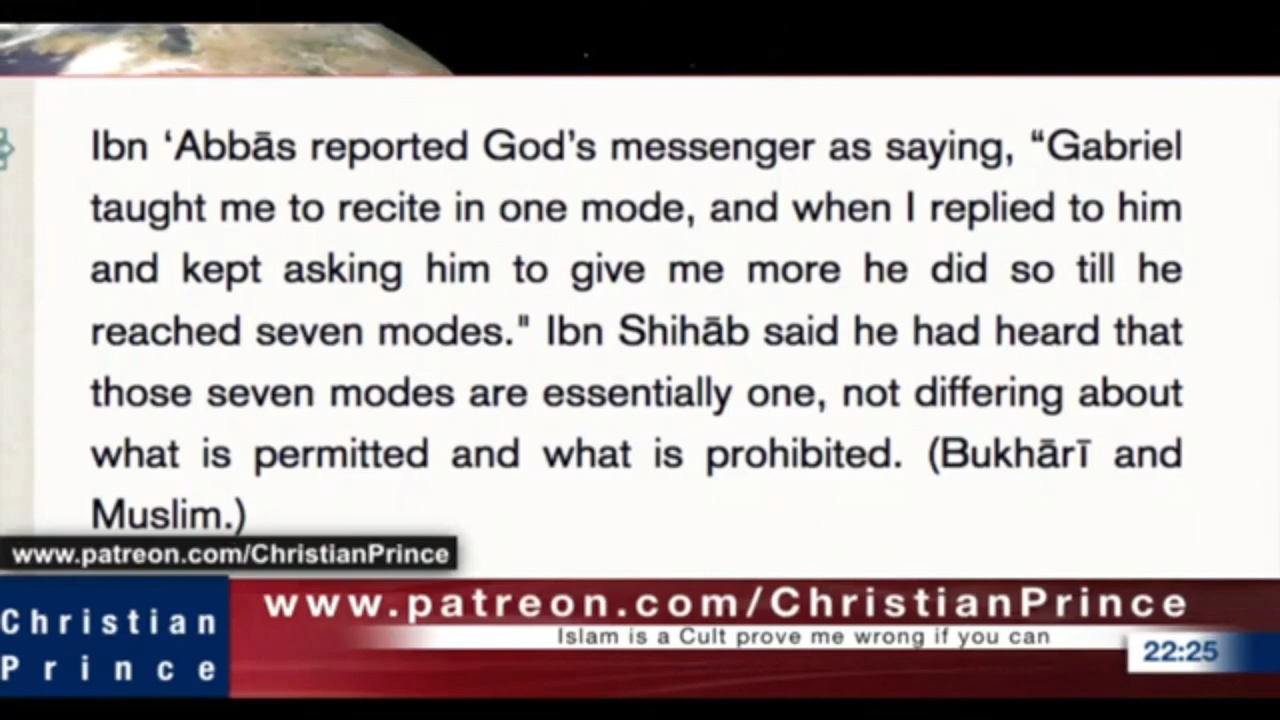 Ibn ‘Abbās reported God’s messenger as saying, “Gabriel
taught me to recite in one mode, and when I replied to him
and kept asking him to give me more he did so till he
reached seven modes." Ibn Shihāb said he had heard that
those seven modes are essentially one, not differing about
what is permitted and what is prohibited. (Bukhārī and
Muslim.)
www.patreon.com/ChristianPrince
Christian
Prince
www.patreon.com/ChristianPrince
Islam is a Cult prove me wrong if you can
22:25